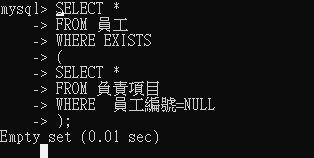 mysql> SELECT *
    -> FROM 員工
    -> WHERE EXISTS
    -> (
    -> SELECT *
    -> FROM 負責項目
    -> WHERE  員工編號=NULL
    -> );
Empty set (0.01 sec)